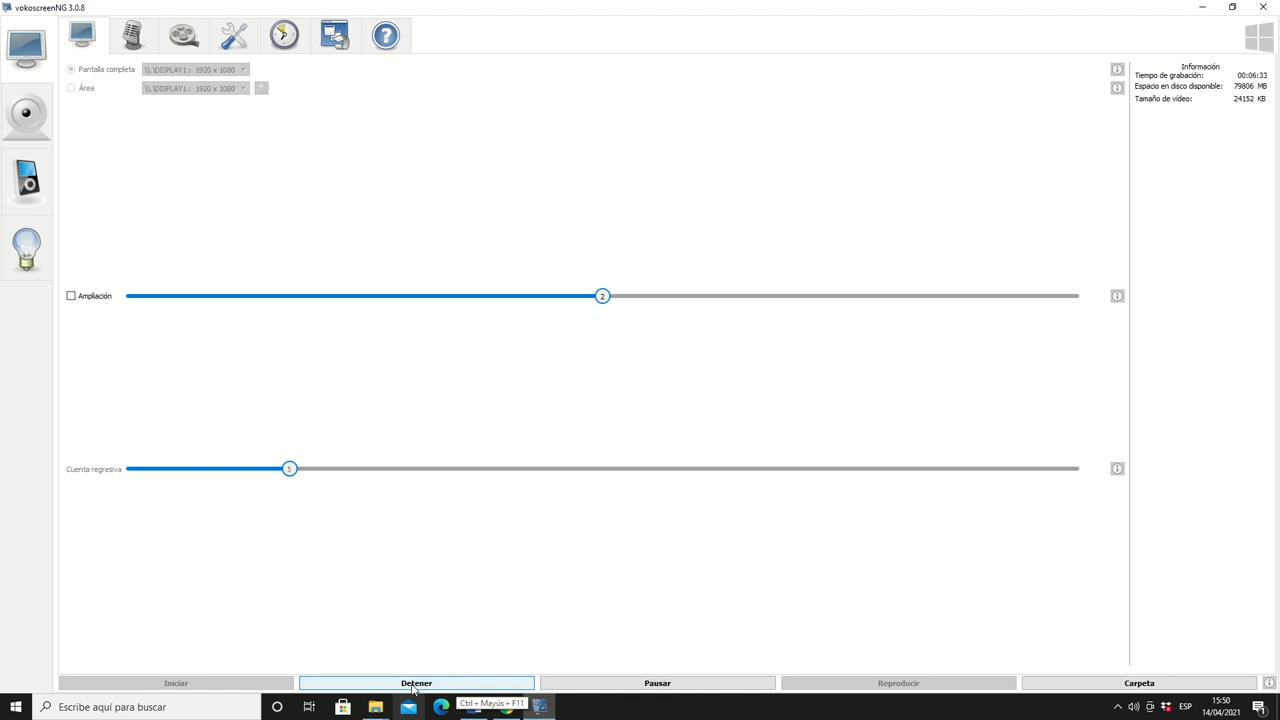 vokoscreenNG 3.0.8
Pantalla completa
\\.\DISPLAY1 : 1920 x 1080
Área
\\.\DISPLAY1 : 1920 x 1080
Información
Tiempo de grabación: 00:06:33
Espacio en disco disponible: 79806 MB
Tamaño de vídeo: 24152 KB
Ampliación
2
Cuenta regresiva
5
Iniciar
Detener
Pausar
Reproducir
Carpeta
Ctrl + Mayús + F11
Escribe aquí para buscar
ESP
15:50
14/04/2021
1